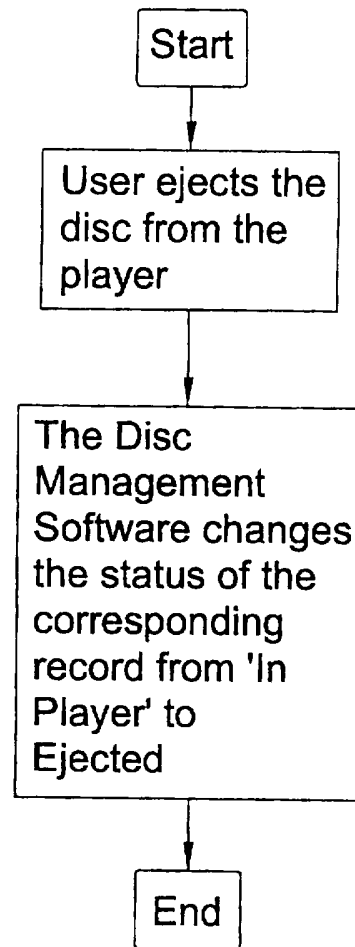 Start
User ejects the
disc from the
player
The Disc
Management
Software changes
the status of the
corresponding
record from 'In
Player' to
Ejected
End